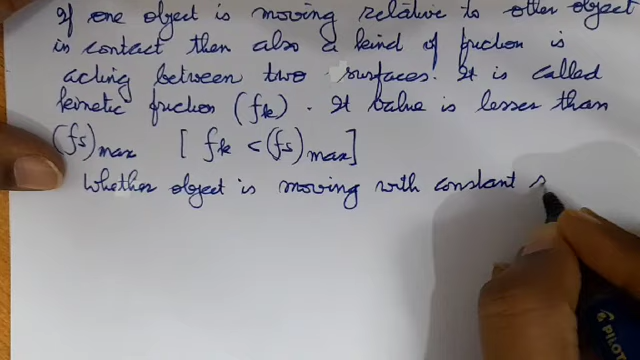 If one object is moving relative to other object
in contact then also a kind of friction is
acting between two surfaces. It is called
kinetic friction (fk). It value is lesser than
(fs)max [ fk < (fs)max]
Whether object is moving with constant s
PILOT